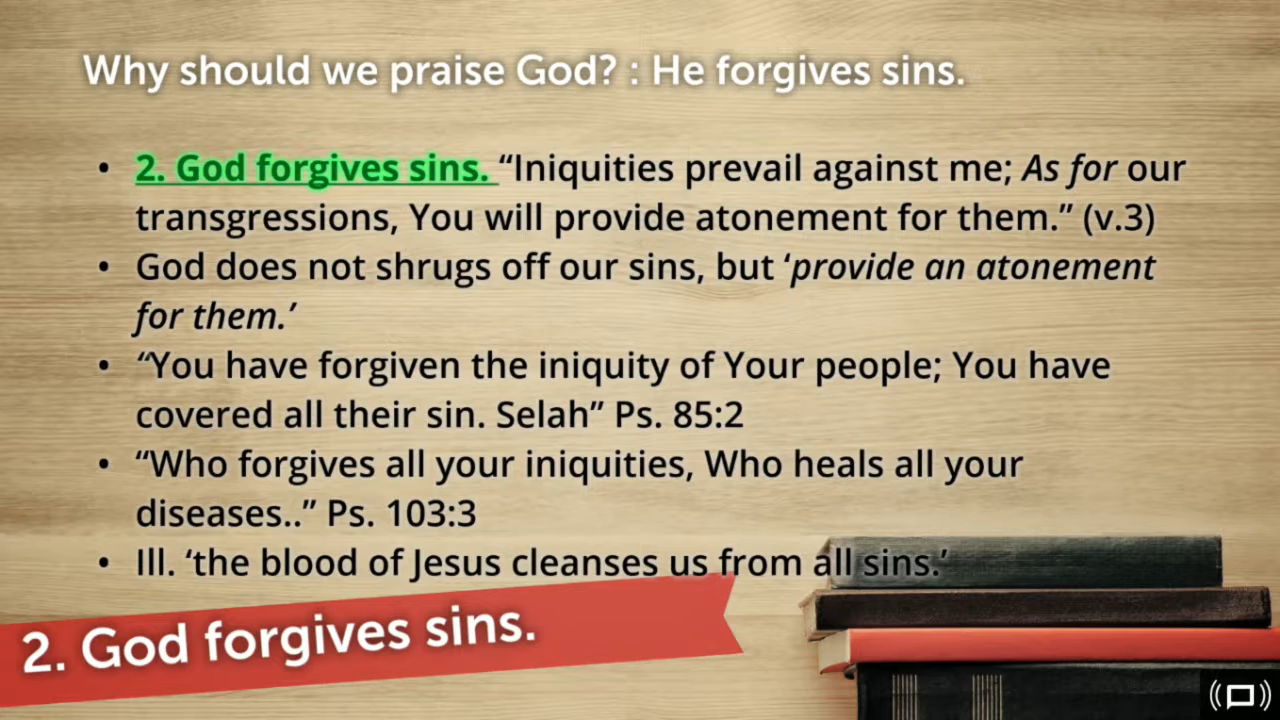 Why should we praise God? : He forgives sins.
• 2. God forgives sins. “Iniquities prevail against me; As for our
transgressions, You will provide atonement for them.” (v.3)
• God does not shrugs off our sins, but ‘provide an atonement
for them.’
• “You have forgiven the iniquity of Your people; You have
covered all their sin. Selah” Ps. 85:2
• “Who forgives all your iniquities, Who heals all your
diseases..” Ps. 103:3
• Ill. ‘the blood of Jesus cleanses us from all sins.’
2. God forgives sins.